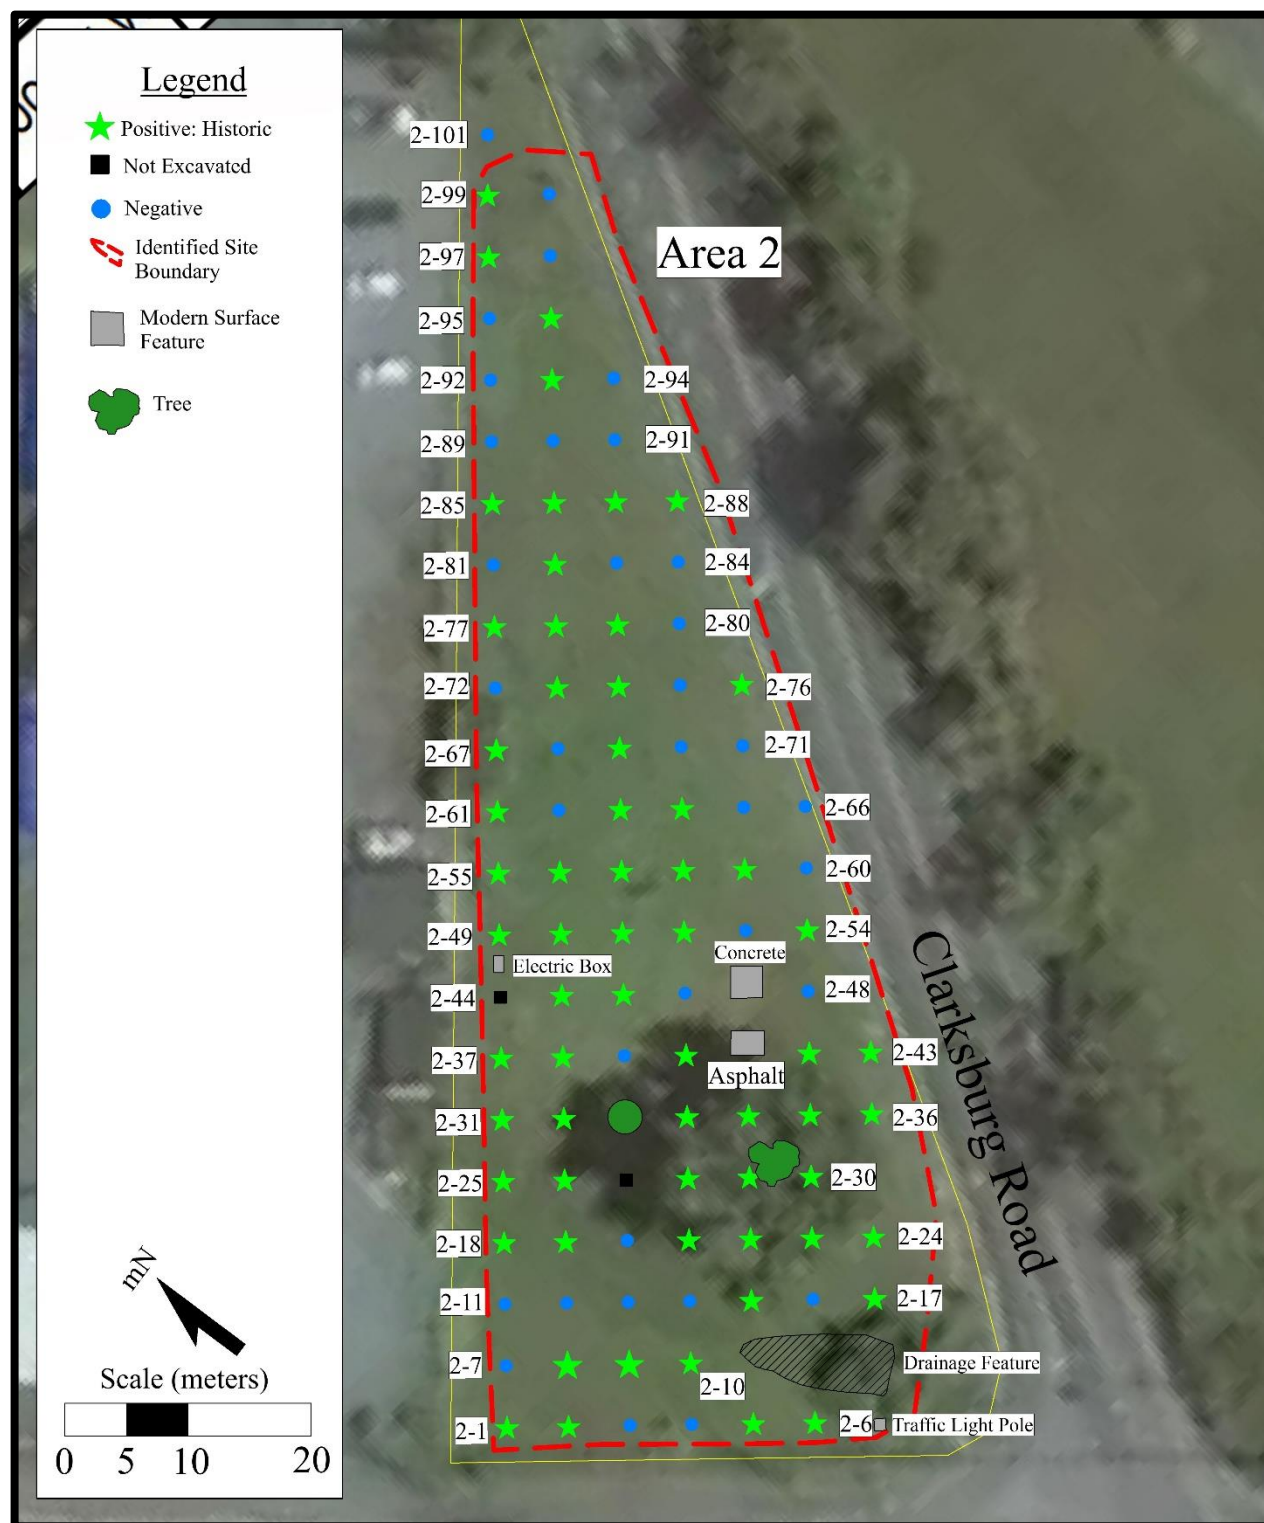 Legend
Positive: Historic
Not Excavated
Negative
Identified Site
Boundary
Modern Surface
Feature
Tree
mN
Scale (meters)
0 5 10 20
2-101
2-99
2-97
Area 2
2-95
2-92 2-94
2-89 2-91
2-85 2-88
2-81 2-84
2-77 2-80
2-72 2-76
2-67 2-71
2-61 2-66
2-55 2-60
2-49 2-54
Concrete
Electric Box
2-44 2-48
2-37 2-43
Asphalt
2-31 2-36
2-25 2-30
Clarksburg Road
2-18 2-24
2-11 2-17
2-7 Drainage Feature
2-10
2-1 2-6 Traffic Light Pole